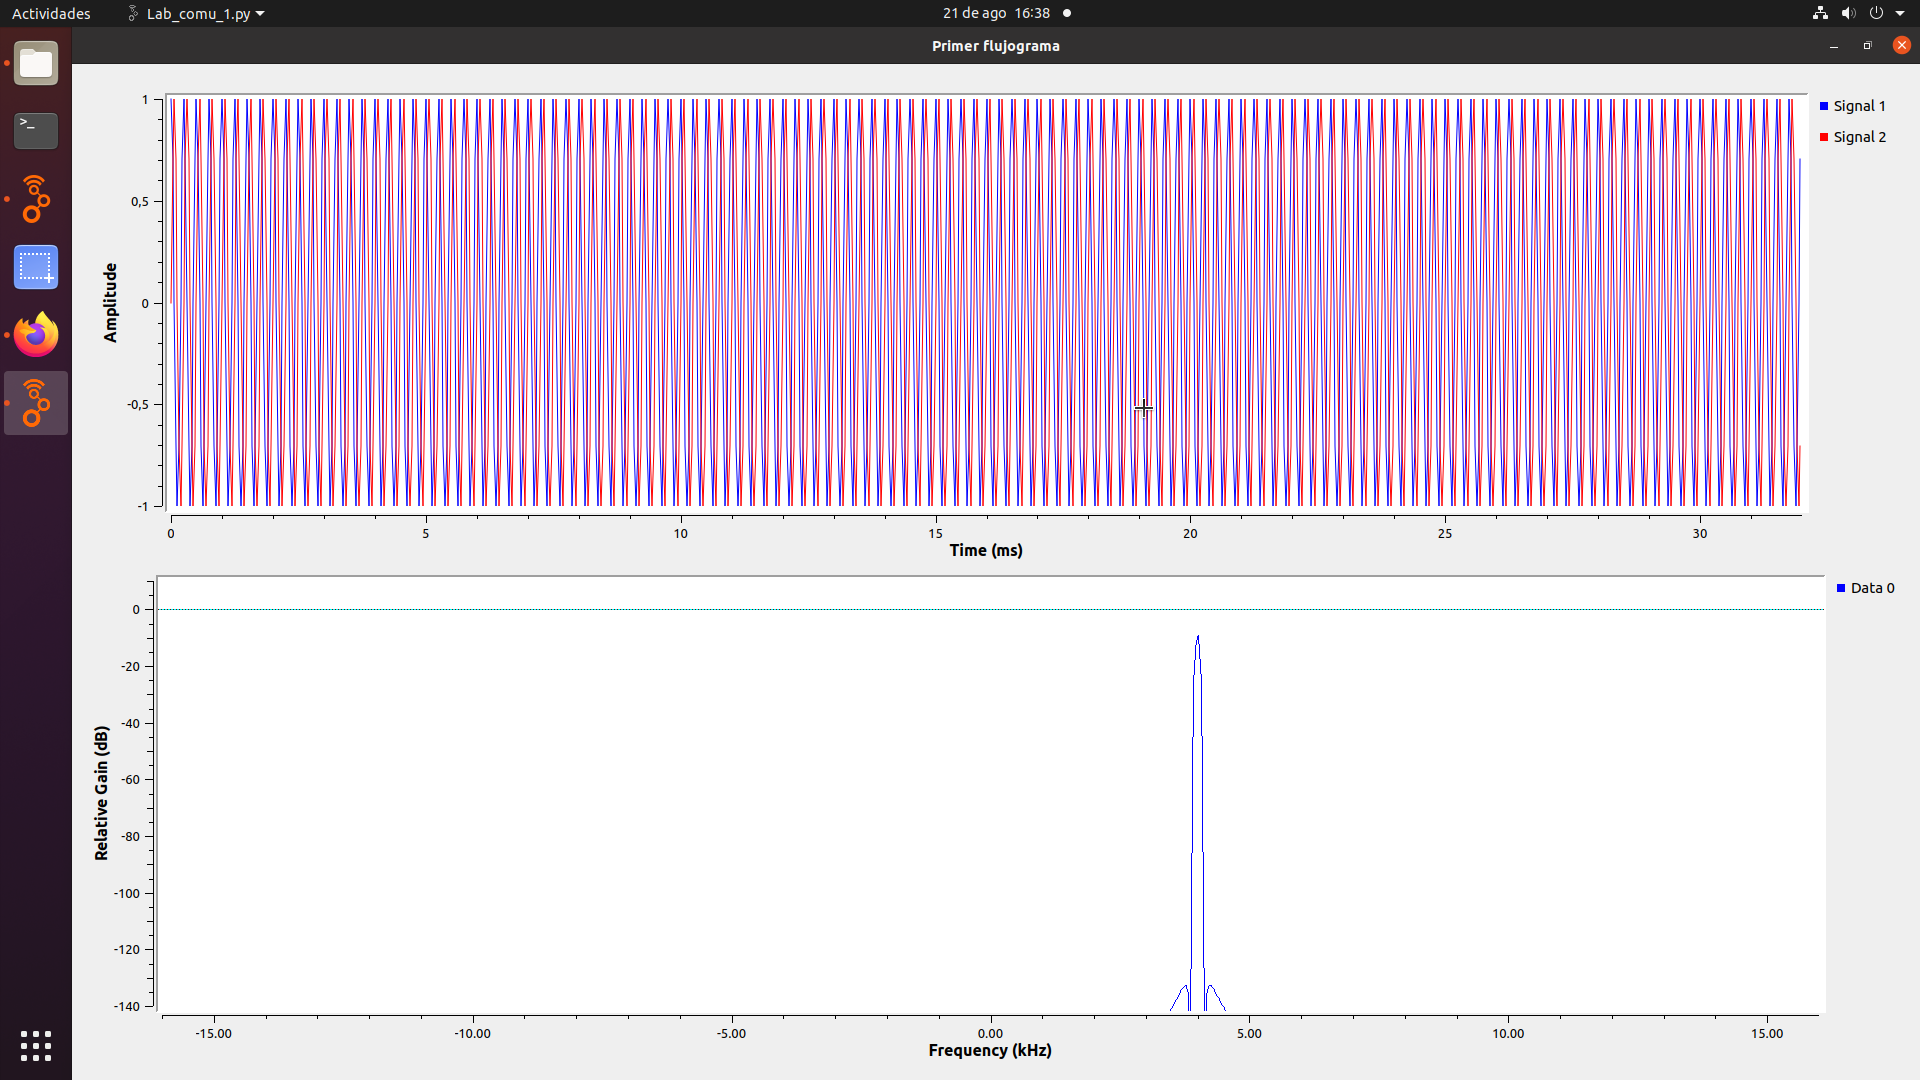 Actividades
Lab_comu_1.py
21 de ago 16:38
Primer flujograma
1
0,5
0
-0,5
-1
Amplitude
0
5
10
15
20
25
30
Time (ms)
Signal 1
Signal 2
0
-20
-40
-60
-80
-100
-120
-140
Relative Gain (dB)
-15.00
-10.00
-5.00
0.00
5.00
10.00
15.00
Frequency (kHz)
Data 0
>_